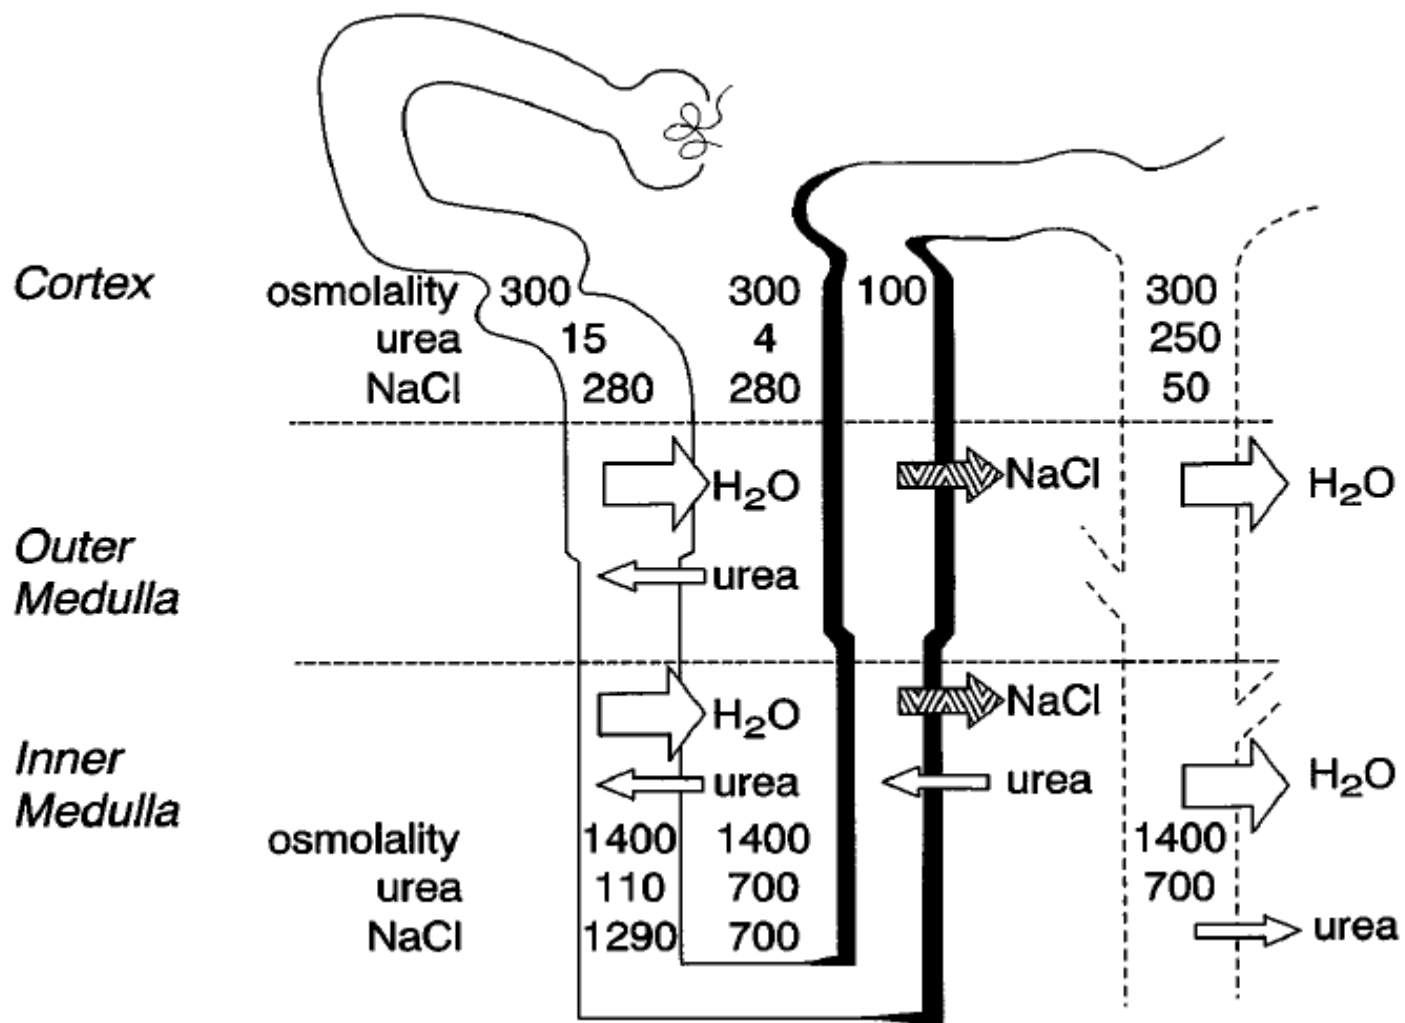 Cortex
osmolality 300 300 100 300
urea 15 4 250
NaCl 280 280 50
H₂O NaCl H₂O
Outer
Medulla
urea
H₂O NaCl
Inner
Medulla
urea urea H₂O
osmolality 1400 1400 1400
urea 110 700 700
NaCl 1290 700 urea